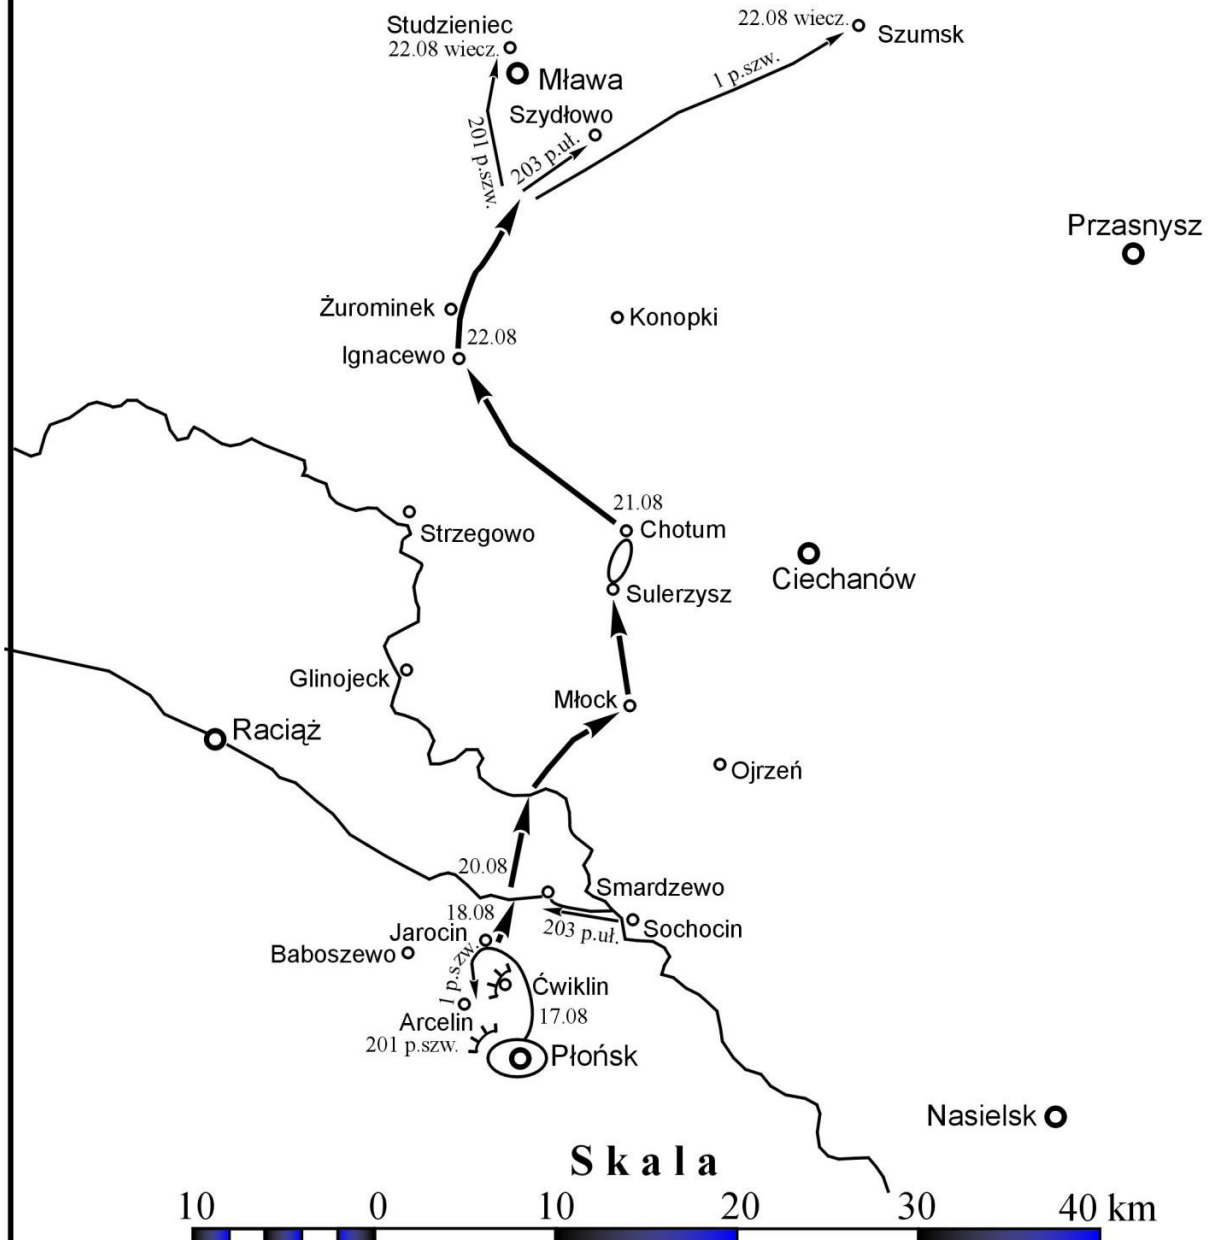 22.08 wiecz.
Studzieniec
Szumsk
22.08 wiecz.
1 p.szw.
Mława
Szydłowo
201 p.szw.
203 p.uł.
Przasnysz
Żurominek
Konopki
22.08
Ignacewo
21.08
Strzegowo
Chotum
Ciechanów
Sulerzysz
Glinojeck
Młock
Raciąż
Ojrzeń
20.08
Smardzewo
18.08
203 p.uł.
Sochocin
Jarocin
Baboszewo
1 p.szw.
Ćwiklin
Arcelin
17.08
201 p.szw.
Płońsk
Nasielsk
Skala
10 0 10 20 30 40 km